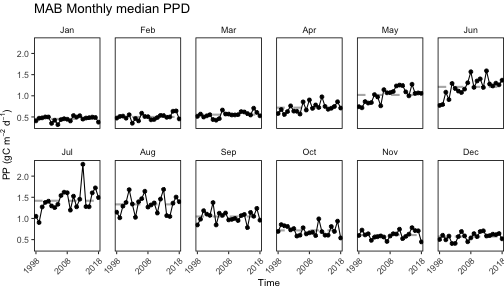 MAB Monthly median PPD
Jan Feb Mar Apr May Jun
2.0
1.5
1.0
0.5
Jul Aug Sep Oct Nov Dec
2.0
1.5
1.0
0.5
PP (gC m⁻² d⁻¹)
1998 2008 2018 1998 2008 2018 1998 2008 2018 1998 2008 2018 1998 2008 2018 1998 2008 2018
Time